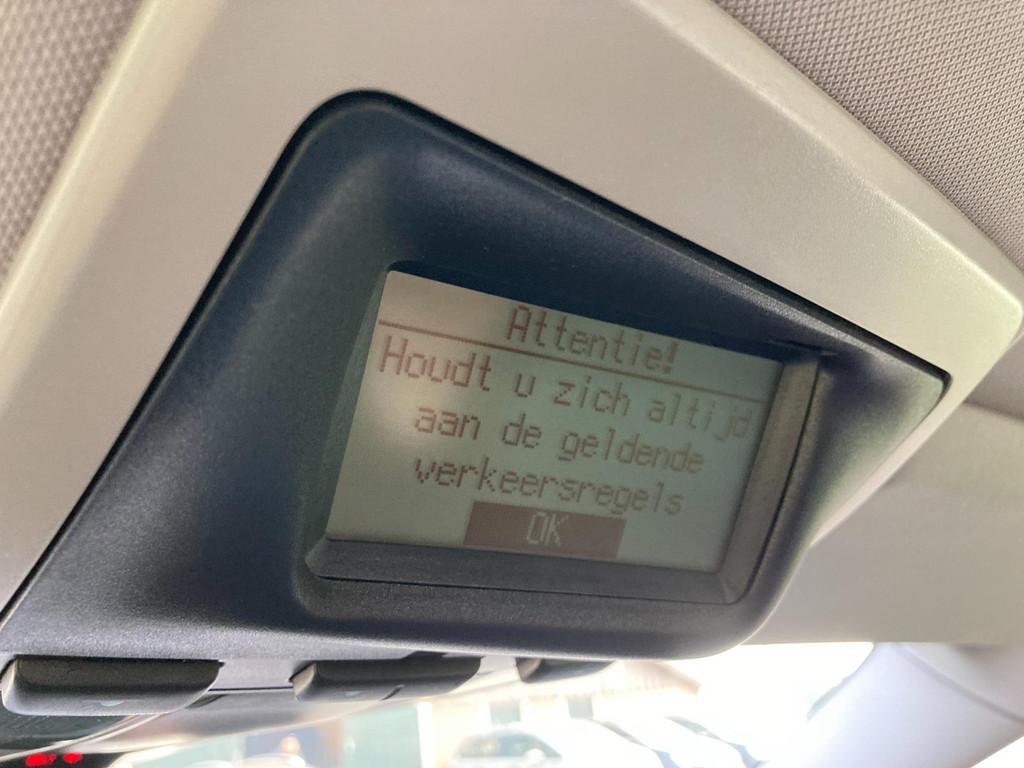 Attentie!
Houdt u zich altijd
aan de geldende
verkeersregels
OK